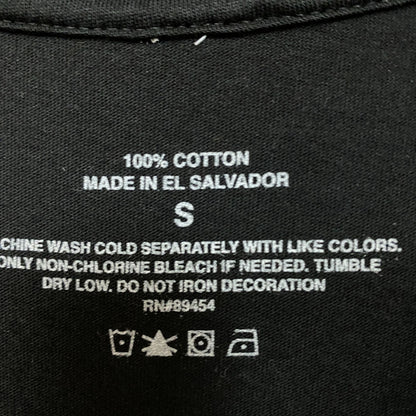 100% COTTON
MADE IN EL SALVADOR
S
CHINE WASH COLD SEPARATELY WITH LIKE COLORS.
ONLY NON-CHLORINE BLEACH IF NEEDED. TUMBLE
DRY LOW. DO NOT IRON DECORATION
RN#89454